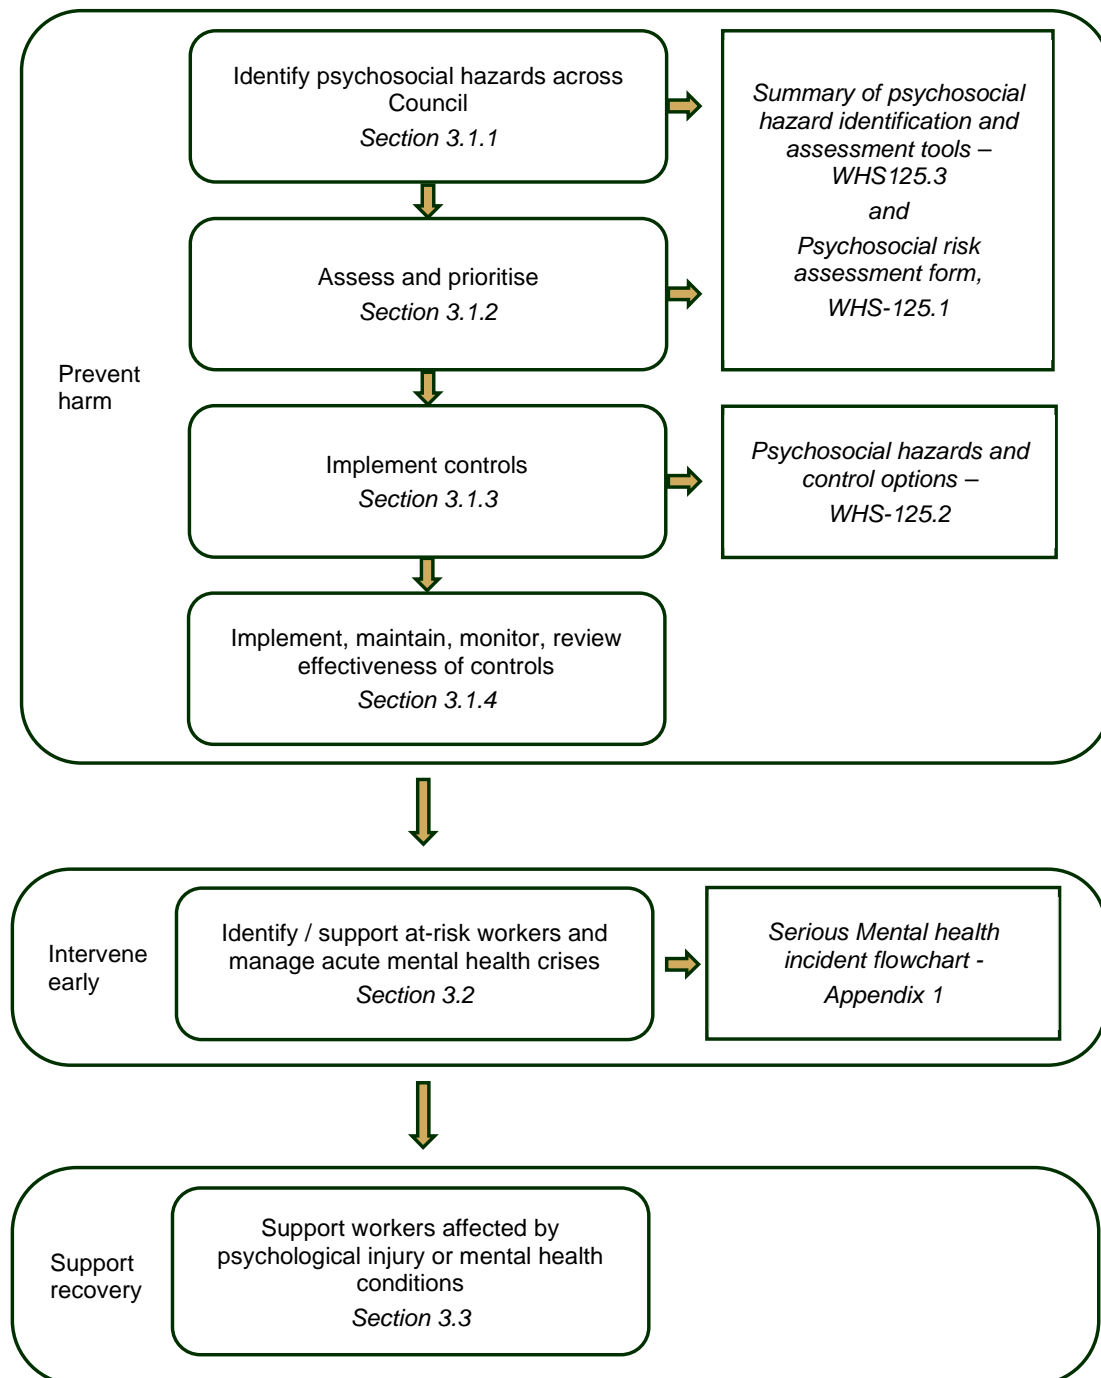 Prevent
harm
Identify psychosocial hazards across
Council
Section 3.1.1
Summary of psychosocial
hazard identification and
assessment tools –
WHS125.3
and
Psychosocial risk
assessment form,
WHS-125.1
Assess and prioritise
Section 3.1.2
Implement controls
Section 3.1.3
Psychosocial hazards and
control options –
WHS-125.2
Implement, maintain, monitor, review
effectiveness of controls
Section 3.1.4
Intervene
early
Identify / support at-risk workers and
manage acute mental health crises
Section 3.2
Serious Mental health
incident flowchart -
Appendix 1
Support
recovery
Support workers affected by
psychological injury or mental health
conditions
Section 3.3